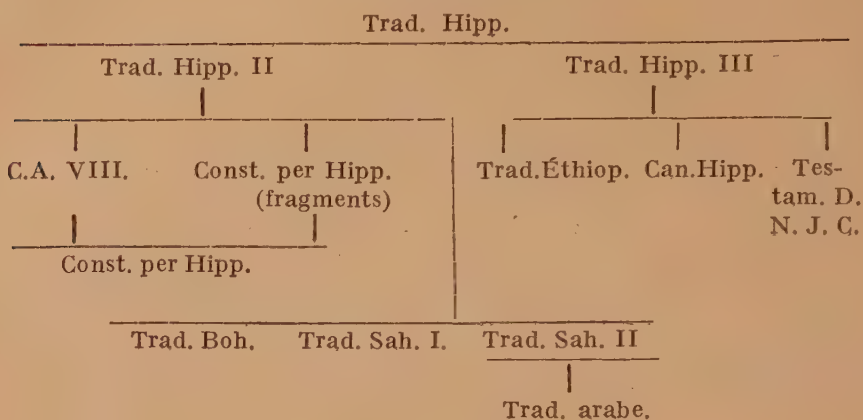 Trad. Hipp.
Trad. Hipp. II Trad. Hipp. III
C.A. VIII. Const. per Hipp. Trad.Éthiop. Can.Hipp. Tes-
(fragments) tam. D.
N. J. C.
Const. per Hipp.
Trad. Boh. Trad. Sah. I. Trad. Sah. II
Trad. arabe.